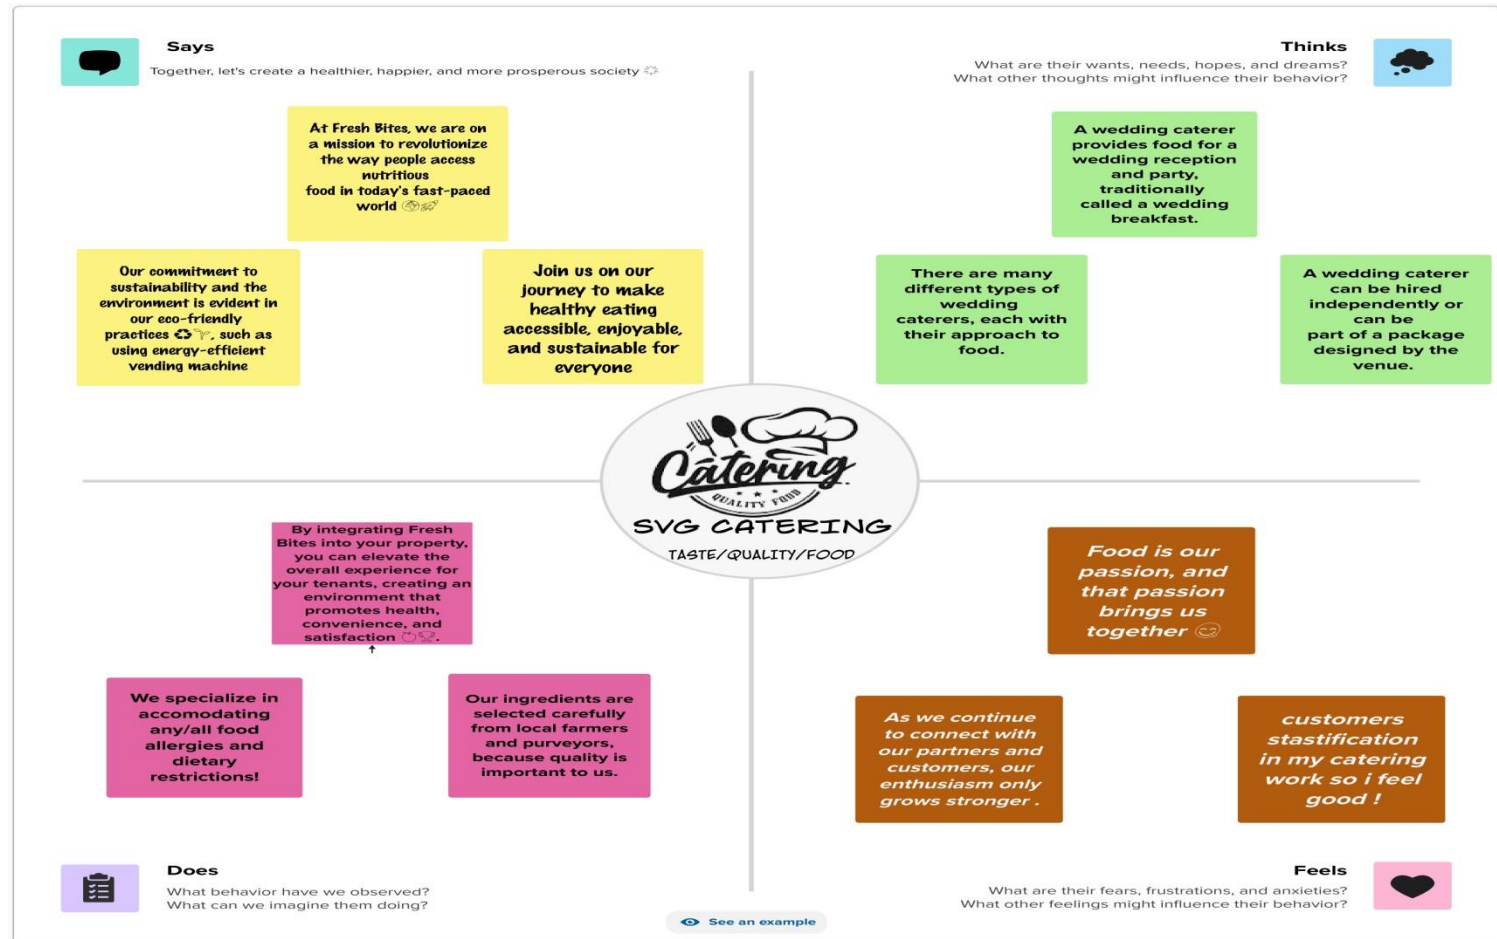 Says
Together, let's create a healthier, happier, and more prosperous society
At Fresh Bites, we are on
a mission to revolutionize
the way people access
nutritious
food in today's fast-paced
world
Our commitment to
sustainability and the
environment is evident in
our eco-friendly
practices ♻, such as
using energy-efficient
vending machine
Join us on our
journey to make
healthy eating
accessible, enjoyable,
and sustainable for
everyone
Thinks
What are their wants, needs, hopes, and dreams?
What other thoughts might influence their behavior?
A wedding caterer
provides food for a
wedding reception
and party,
traditionally
called a wedding
breakfast.
There are many
different types of
wedding
caterers, each with
their approach to
food.
A wedding caterer
can be hired
independently or
can be
part of a package
designed by the
venue.
Catering
QUALITY FOOD
SVG CATERING
TASTE/QUALITY/FOOD
By integrating Fresh
Bites into your property,
you can elevate the
overall experience for
your tenants, creating an
environment that
promotes health,
convenience, and
satisfaction .
We specialize in
accomodating
any/all food
allergies and
dietary
restrictions!
Our ingredients are
selected carefully
from local farmers
and purveyors,
because quality is
important to us.
Does
What behavior have we observed?
What can we imagine them doing?
Food is our
passion, and
that passion
brings us
together
As we continue
to connect with
our partners and
customers, our
enthusiasm only
grows stronger .
customers
stastification
in my catering
work so i feel
good !
Feels
What are their fears, frustrations, and anxieties?
What other feelings might influence their behavior?
See an example